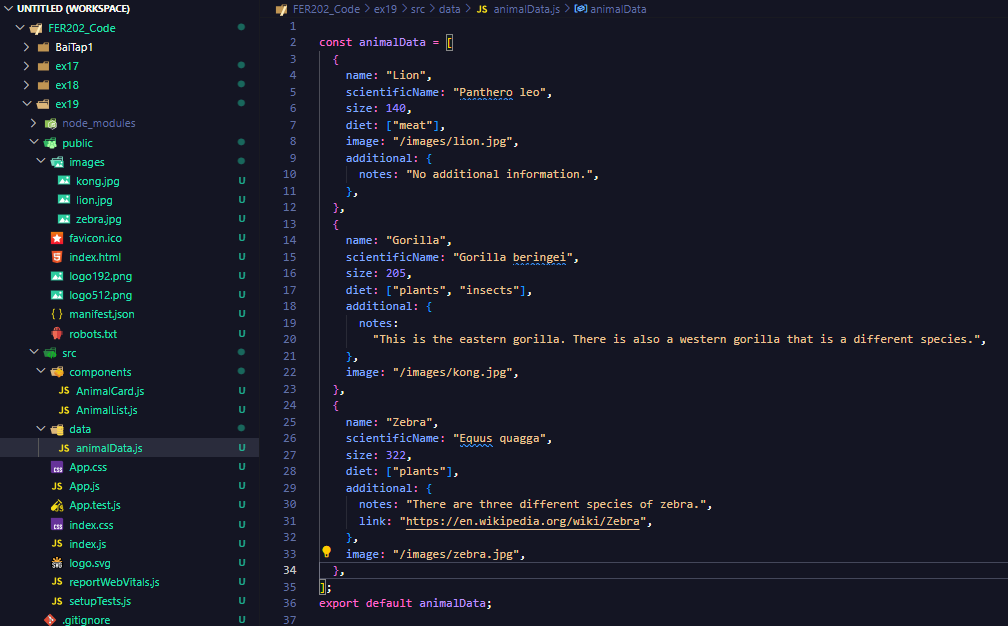 UNTITLED (WORKSPACE)
FER202_Code
BaiTap1
ex17
ex18
ex19
node_modules
public
images
kong.jpg U
lion.jpg U
zebra.jpg U
favicon.ico U
index.html U
logo192.png U
logo512.png U
manifest.json U
robots.txt U
src
components
JS AnimalCard.js U
JS AnimalList.js U
data
JS animalData.js U
App.css U
JS App.js U
App.test.js U
index.css U
JS index.js U
logo.svg U
JS reportWebVitals.js U
JS setupTests.js U
.gitignore U
FER202_Code > ex19 > src > data > JS animalData.js > animalData
1
2 const animalData = [
3 {
4 name: "Lion",
5 scientificName: "Panthero leo",
6 size: 140,
7 diet: ["meat"],
8 image: "/images/lion.jpg",
9 additional: {
10 notes: "No additional information.",
11 },
12 },
13 {
14 name: "Gorilla",
15 scientificName: "Gorilla beringei",
16 size: 205,
17 diet: ["plants", "insects"],
18 additional: {
19 notes:
20 "This is the eastern gorilla. There is also a western gorilla that is a different species.",
21 },
22 image: "/images/kong.jpg",
23 },
24 {
25 name: "Zebra",
26 scientificName: "Equus quagga",
27 size: 322,
28 diet: ["plants"],
29 additional: {
30 notes: "There are three different species of zebra.",
31 link: "https://en.wikipedia.org/wiki/Zebra",
32 },
33 image: "/images/zebra.jpg",
34 },
35 ];
36 export default animalData;
37